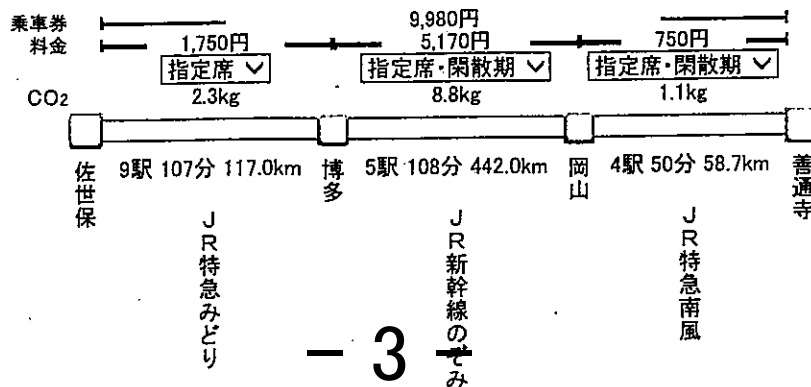 乗車券 9,980円
料金 1,750円 5,170円 750円
指定席 指定席・閑散期 指定席・閑散期
CO2 2.3kg 8.8kg 1.1kg
佐世保 9駅 107分 117.0km 博多 5駅 108分 442.0km 岡山 4駅 50分 58.7km 善通寺
JR特急みどり
JR新幹線のぞみ
JR特急南風
- 3 -